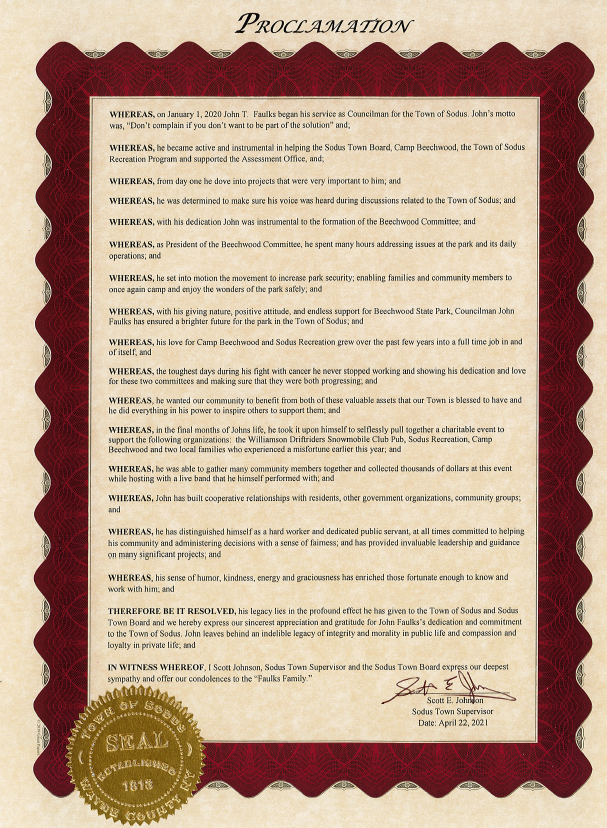 PROCLAMATION
WHEREAS, on January 1, 2020 John T. Faulks began his service as Councilman for the Town of Sodus. John's motto
was, "Don't complain if you don't want to be part of the solution" and;
WHEREAS, he became active and instrumental in helping the Sodus Town Board, Camp Beechwood, the Town of Sodus
Recreation Program and supported the Assessment Office, and;
WHEREAS, from day one he dove into projects that were very important to him; and
WHEREAS, he was determined to make sure his voice was heard during discussions related to the Town of Sodus; and
WHEREAS, with his dedication John was instrumental to the formation of the Beechwood Committee; and
WHEREAS, as President of the Beechwood Committee, he spent many hours addressing issues at the park and its daily
operations; and
WHEREAS, he set into motion the movement to increase park security; enabling families and community members to
once again camp and enjoy the wonders of the park safely; and
WHEREAS, with his giving nature, positive attitude, and endless support for Beechwood State Park, Councilman John
Faulks has ensured a brighter future for the park in the Town of Sodus; and
WHEREAS, his love for Camp Beechwood and Sodus Recreation grew over the past few years into a full time job in and
of itself; and
WHEREAS, the toughest days during his fight with cancer he never stopped working and showing his dedication and love
for these two committees and making sure that they were both progressing; and
WHEREAS, he wanted our community to benefit from both of these valuable assets that our Town is blessed to have and
he did everything in his power to inspire others to support them; and
WHEREAS, in the final months of Johns life, he took it upon himself to selflessly pull together a charitable event to
support the following organizations: the Williamson Driftriders Snowmobile Club Pub, Sodus Recreation, Camp
Beechwood and two local families who experienced a misfortune earlier this year; and
WHEREAS, he was able to gather many community members together and collected thousands of dollars at this event
while hosting with a live band that he himself performed with; and
WHEREAS, John has built cooperative relationships with residents, other government organizations, community groups;
and
WHEREAS, he has distinguished himself as a hard worker and dedicated public servant, at all times committed to helping
his community and administering decisions with a sense of fairness; and has provided invaluable leadership and guidance
on many significant projects; and
WHEREAS, his sense of humor, kindness, energy and graciousness has enriched those fortunate enough to know and
work with him; and
THEREFORE BE IT RESOLVED, his legacy lies in the profound effect he has given to the Town of Sodus and Sodus
Town Board and we hereby express our sincerest appreciation and gratitude for John Faulks's dedication and commitment
to the Town of Sodus. John leaves behind an indelible legacy of integrity and morality in public life and compassion and
loyalty in private life; and
IN WITNESS WHEREOF, I Scott Johnson, Sodus Town Supervisor and the Sodus Town Board express our deepest
sympathy and offer our condolences to the "Faulks Family."
Scott E. Johnson
Sodus Town Supervisor
Date: April 22, 2021
TOWN OF SODUS
SEAL
ESTABLISHED
1813
WAYNE COUNTY NY